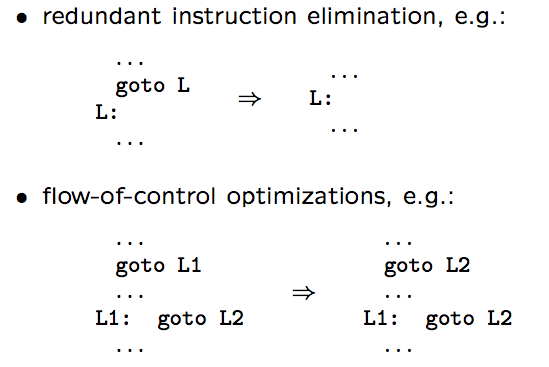 • redundant instruction elimination, e.g.:
... ...
goto L ⇒ L:
L: ...
...
• flow-of-control optimizations, e.g.:
... ...
goto L1 goto L2
... ⇒ ...
L1: goto L2 L1: goto L2
... ...